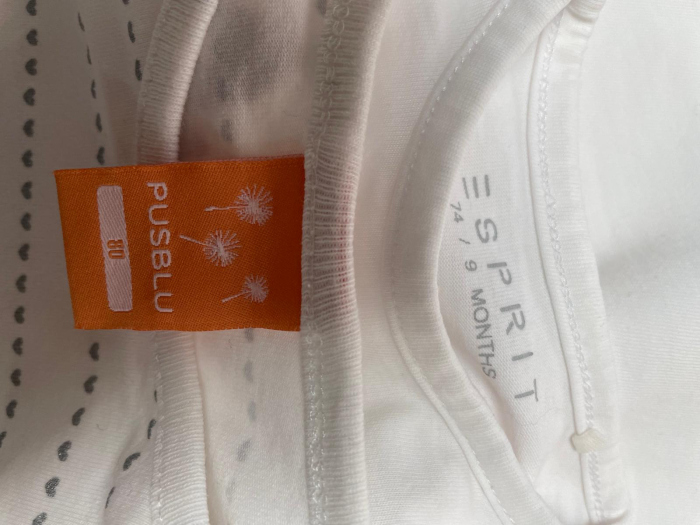 PUSBLU
80
ESPRIT
74 / 9 MONTHS